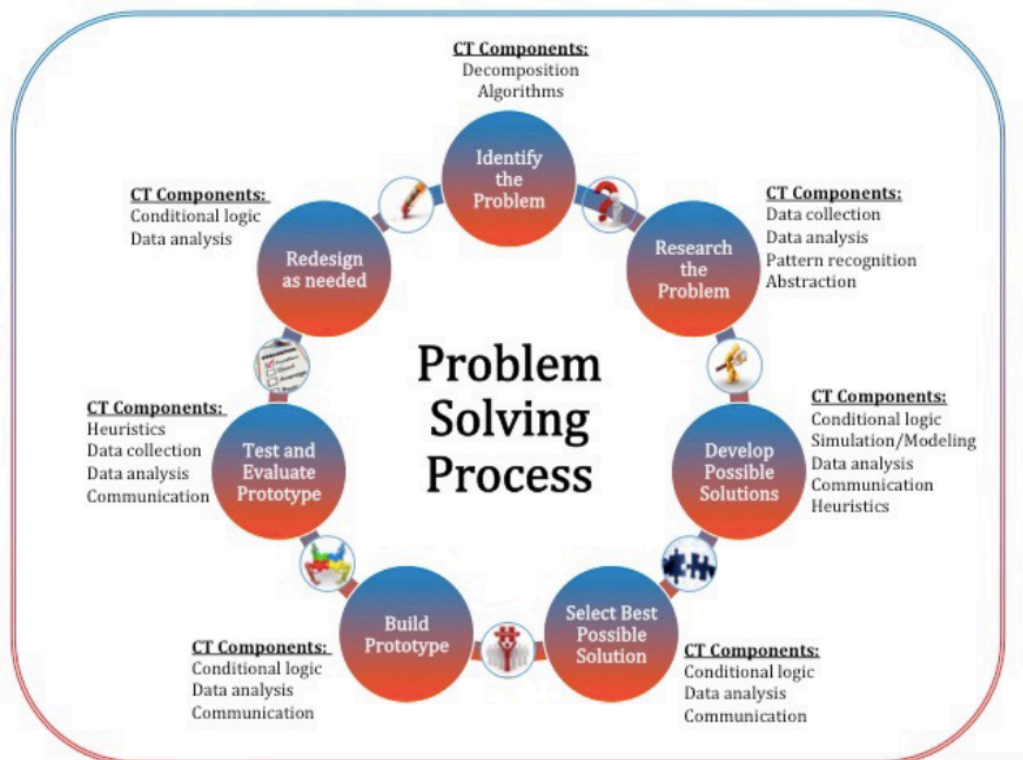 CT Components:
Decomposition
Algorithms
Identify
the
Problem
CT Components:
Data collection
Data analysis
Pattern recognition
Abstraction
Research
the
Problem
CT Components:
Conditional logic
Simulation/Modeling
Data analysis
Communication
Heuristics
Develop
Possible
Solutions
CT Components:
Conditional logic
Data analysis
Communication
Select Best
Possible
Solution
CT Components:
Conditional logic
Data analysis
Communication
Build
Prototype
CT Components:
Heuristics
Data collection
Data analysis
Communication
Test and
Evaluate
Prototype
CT Components:
Conditional logic
Data analysis
Redesign
as needed
Problem
Solving
Process